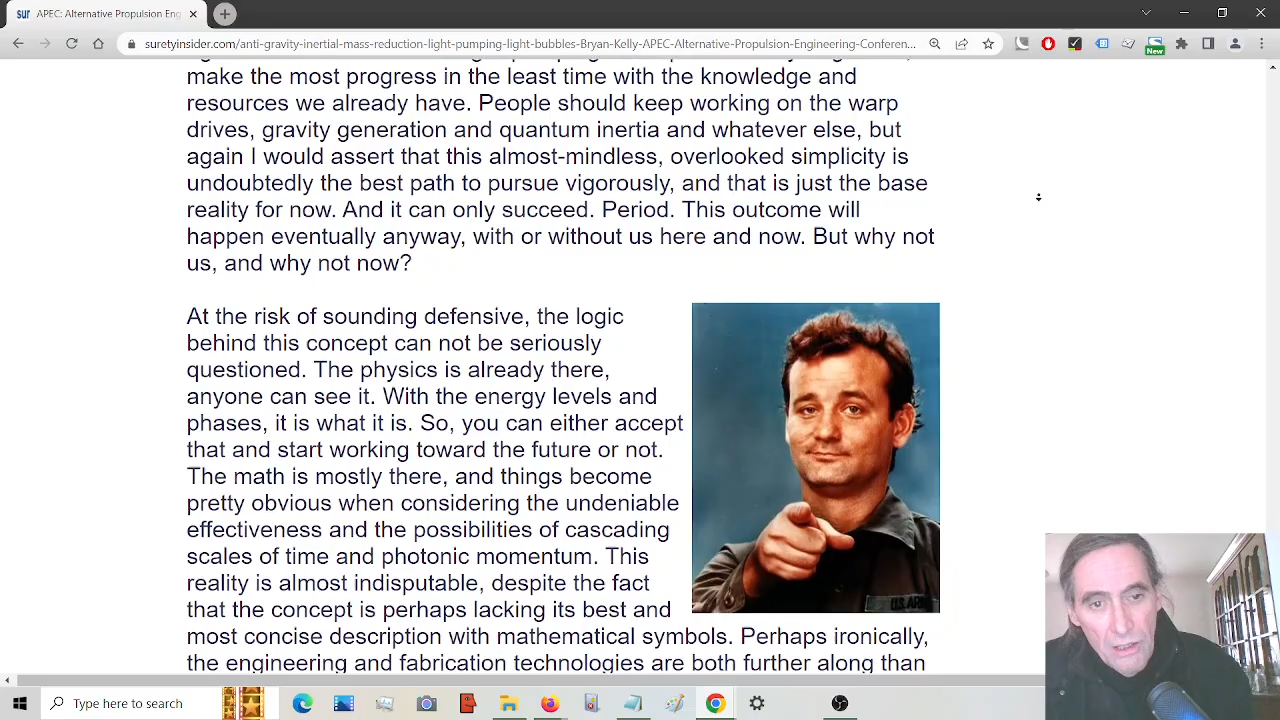 sur APEC: Alternative Propulsion Eng
suretyinsider.com/anti-gravity-inertial-mass-reduction-light-pumping-light-bubbles-Bryan-Kelly-APEC-Alternative-Propulsion-Engineering-Conferen...
New
make the most progress in the least time with the knowledge and
resources we already have. People should keep working on the warp
drives, gravity generation and quantum inertia and whatever else, but
again I would assert that this almost-mindless, overlooked simplicity is
undoubtedly the best path to pursue vigorously, and that is just the base
reality for now. And it can only succeed. Period. This outcome will
happen eventually anyway, with or without us here and now. But why not
us, and why not now?
At the risk of sounding defensive, the logic
behind this concept can not be seriously
questioned. The physics is already there,
anyone can see it. With the energy levels and
phases, it is what it is. So, you can either accept
that and start working toward the future or not.
The math is mostly there, and things become
pretty obvious when considering the undeniable
effectiveness and the possibilities of cascading
scales of time and photonic momentum. This
reality is almost indisputable, despite the fact
that the concept is perhaps lacking its best and
most concise description with mathematical symbols. Perhaps ironically,
the engineering and fabrication technologies are both further along than
Type here to search